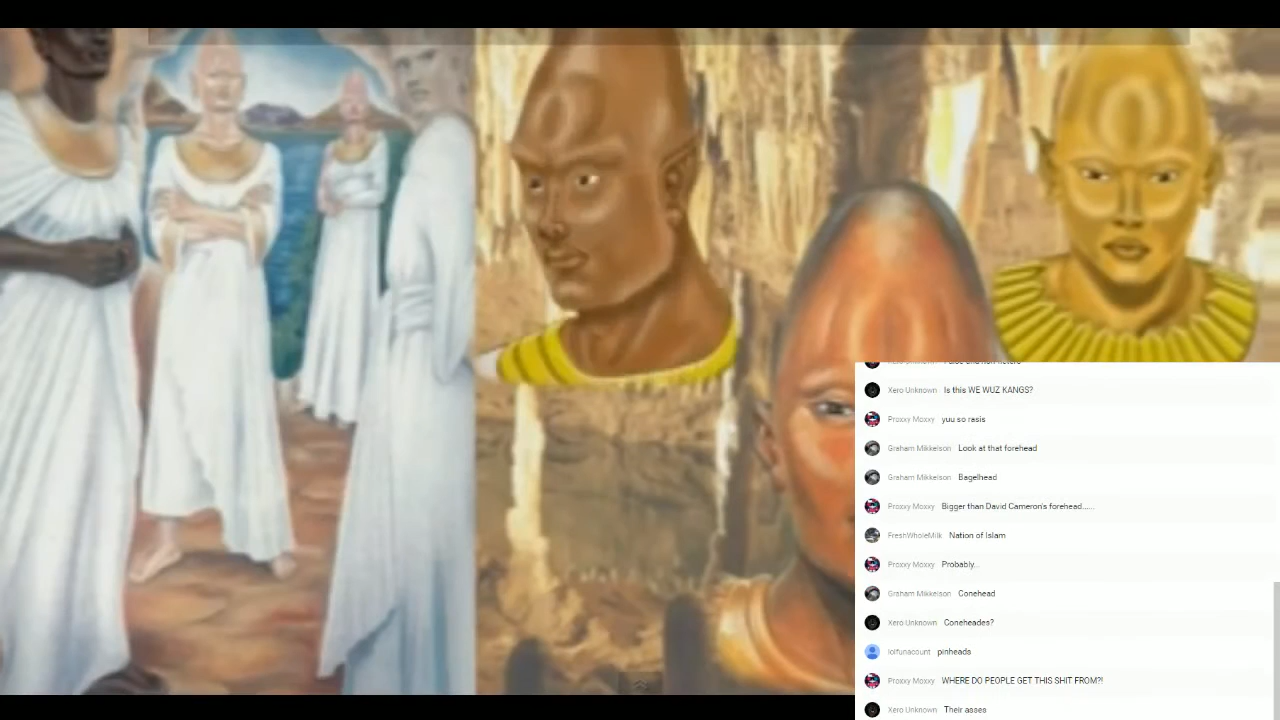 Xero Unknown Is this WE WUZ KANGS?
Proxxy Moxxy yuu so rasis
Graham Mikkelson Look at that forehead
Graham Mikkelson Bagelhead
Proxxy Moxxy Bigger than David Cameron's forehead......
FreshWholeMilk Nation of Islam
Proxxy Moxxy Probably...
Graham Mikkelson Conehead
Xero Unknown Coneheades?
lolfunaccount pinheads
Proxxy Moxxy WHERE DO PEOPLE GET THIS SHIT FROM?!
Xero Unknown Their asses